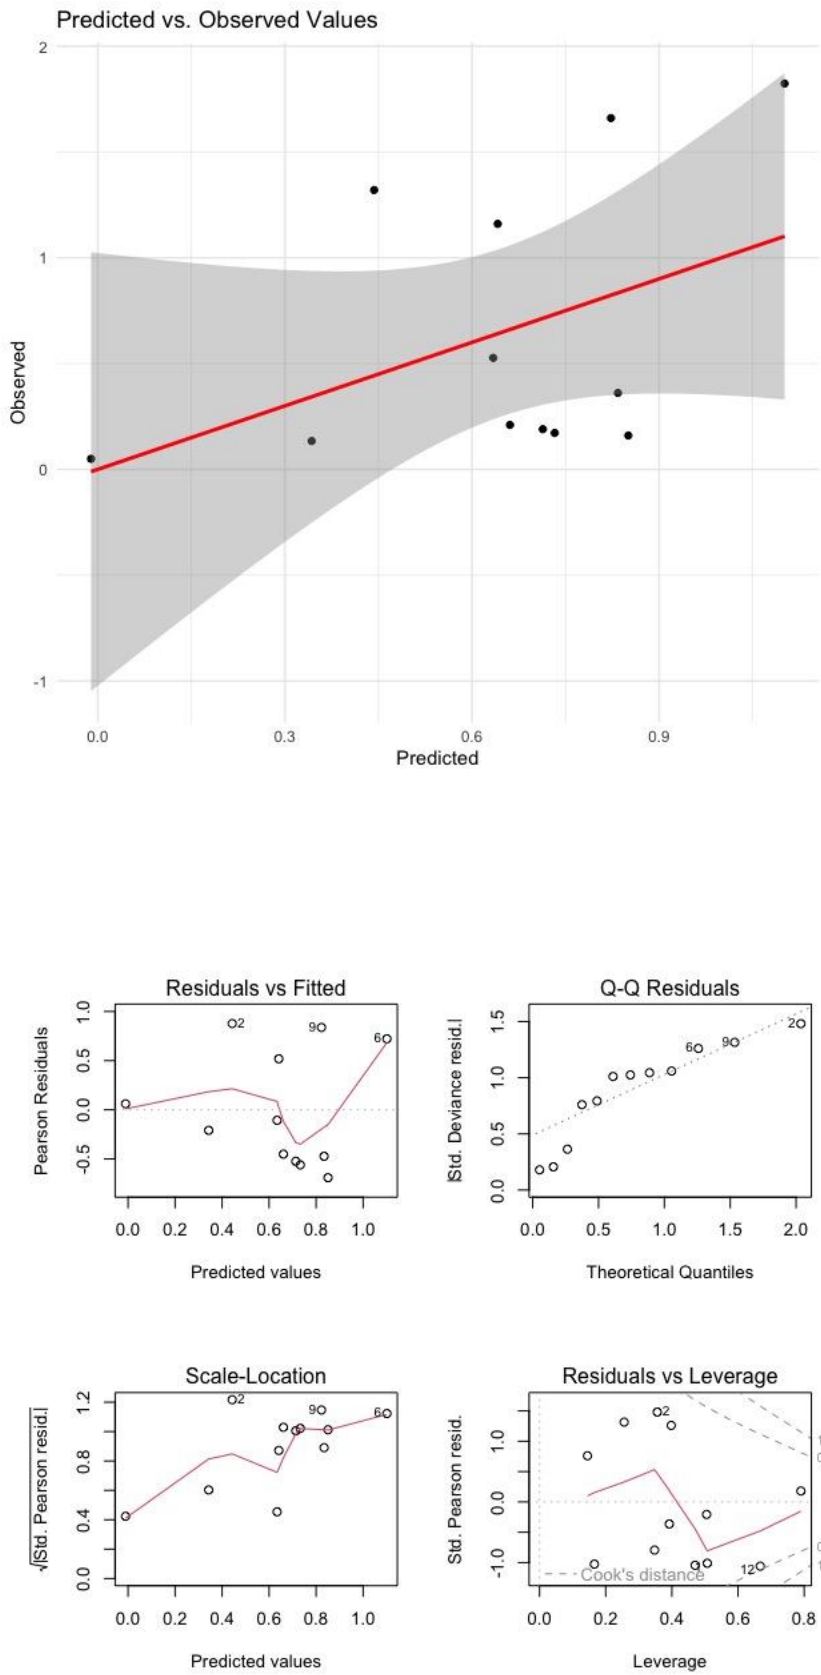 Predicted vs. Observed Values
2
1
0
-1
Observed
0.0 0.3 0.6 0.9
Predicted
Residuals vs Fitted
Pearson Residuals
1.0
0.0
-0.5
2
9
6
0.0 0.2 0.4 0.6 0.8 1.0
Predicted values
Q-Q Residuals
|Std. Deviance resid.|
1.5
1.0
0.5
0.0
6
9
2
0.0 0.5 1.0 1.5 2.0
Theoretical Quantiles
Scale-Location
√|Std. Pearson resid.|
1.2
0.8
0.4
0.0
2
9
6
0.0 0.2 0.4 0.6 0.8 1.0
Predicted values
Residuals vs Leverage
Std. Pearson resid.
1.0
0.0
-1.0
2
12
Cook's distance
0.0 0.2 0.4 0.6 0.8
Leverage